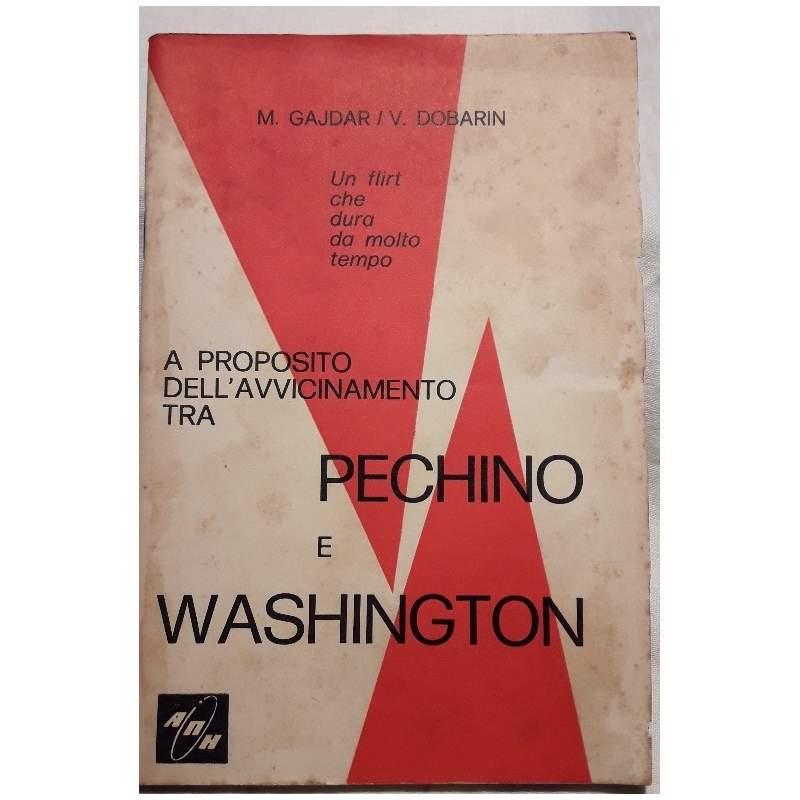 M. GAJDAR / V. DOBARIN
Un flirt
che
dura
da molto
tempo
A PROPOSITO
DELL'AVVICINAMENTO
TRA
PECHINO
E
WASHINGTON
АПН